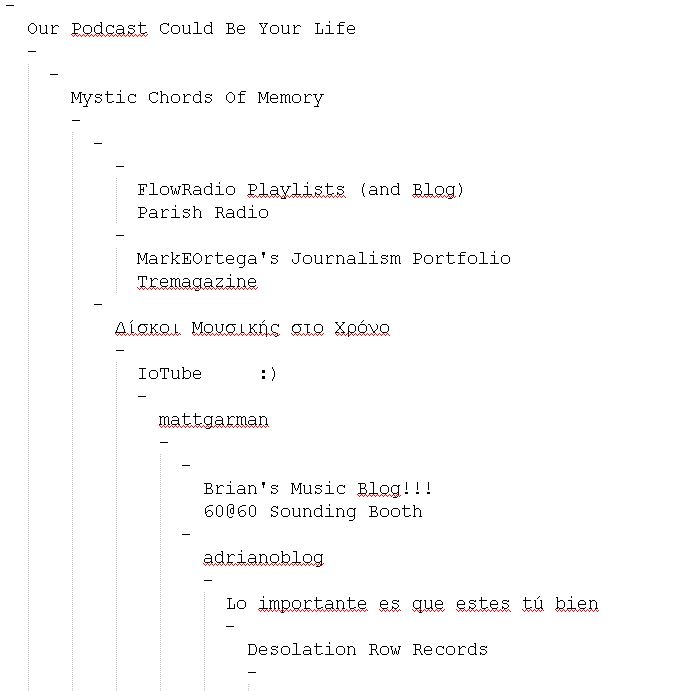 -
Our Podcast Could Be Your Life
-
-
Mystic Chords Of Memory
-
-
-
FlowRadio Playlists (and Blog)
Parish Radio
-
MarkEOrtega's Journalism Portfolio
Tremagazine
-
Δίσκοι Μουσικής στο Χρόνο
-
IoTube :)
-
mattgarman
-
-
Brian's Music Blog!!!
60@60 Sounding Booth
-
adrianoblog
-
Lo importante es que estes tú bien
-
Desolation Row Records
-